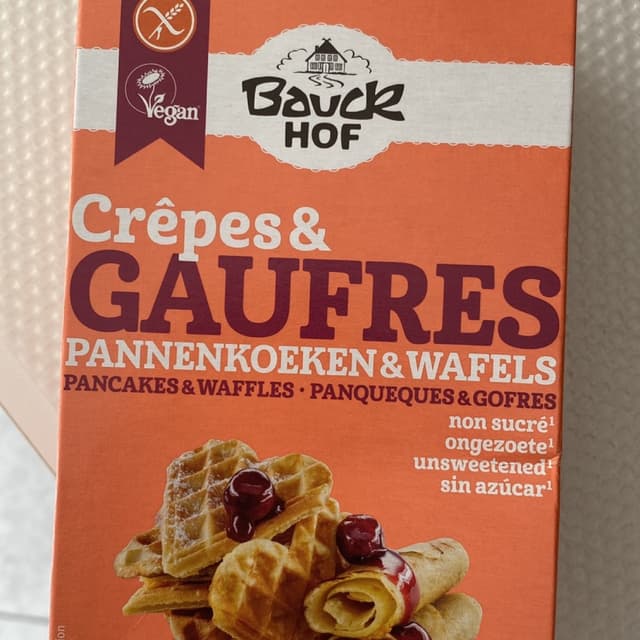 Vegan
Bauck
HOF
Crêpes &
GAUFRES
PANNENKOEKEN & WAFELS
PANCAKES & WAFFLES · PANQUEQUES & GOFRES
non sucré¹
ongezoete¹
unsweetened¹
sin azúcar¹